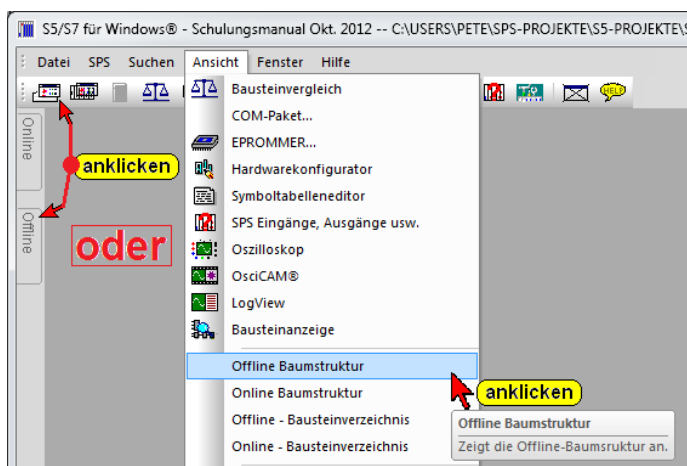 S5/S7 für Windows® - Schulungsmanual Okt. 2012 -- C:\USERS\PETE\SPS-PROJEKTE\S5-PROJEKTE\S
Datei SPS Suchen Ansicht Fenster Hilfe
HELP
Online
Offline
anklicken
oder
Bausteinvergleich
COM-Paket...
EPROMMER...
Hardwarekonfigurator
Symboltabelleneditor
SPS Eingänge, Ausgänge usw.
Oszilloskop
OsciCAM®
LogView
Bausteinanzeige
Offline Baumstruktur
Online Baumstruktur
Offline - Bausteinverzeichnis
Online - Bausteinverzeichnis
anklicken
Offline Baumstruktur
Zeigt die Offline-Baumsruktur an.